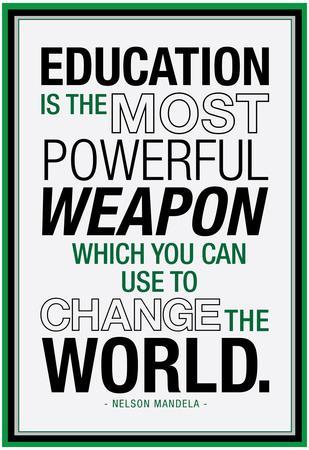 EDUCATION
IS THE MOST
POWERFUL
WEAPON
WHICH YOU CAN
USE TO
CHANGE THE
WORLD.
- NELSON MANDELA -